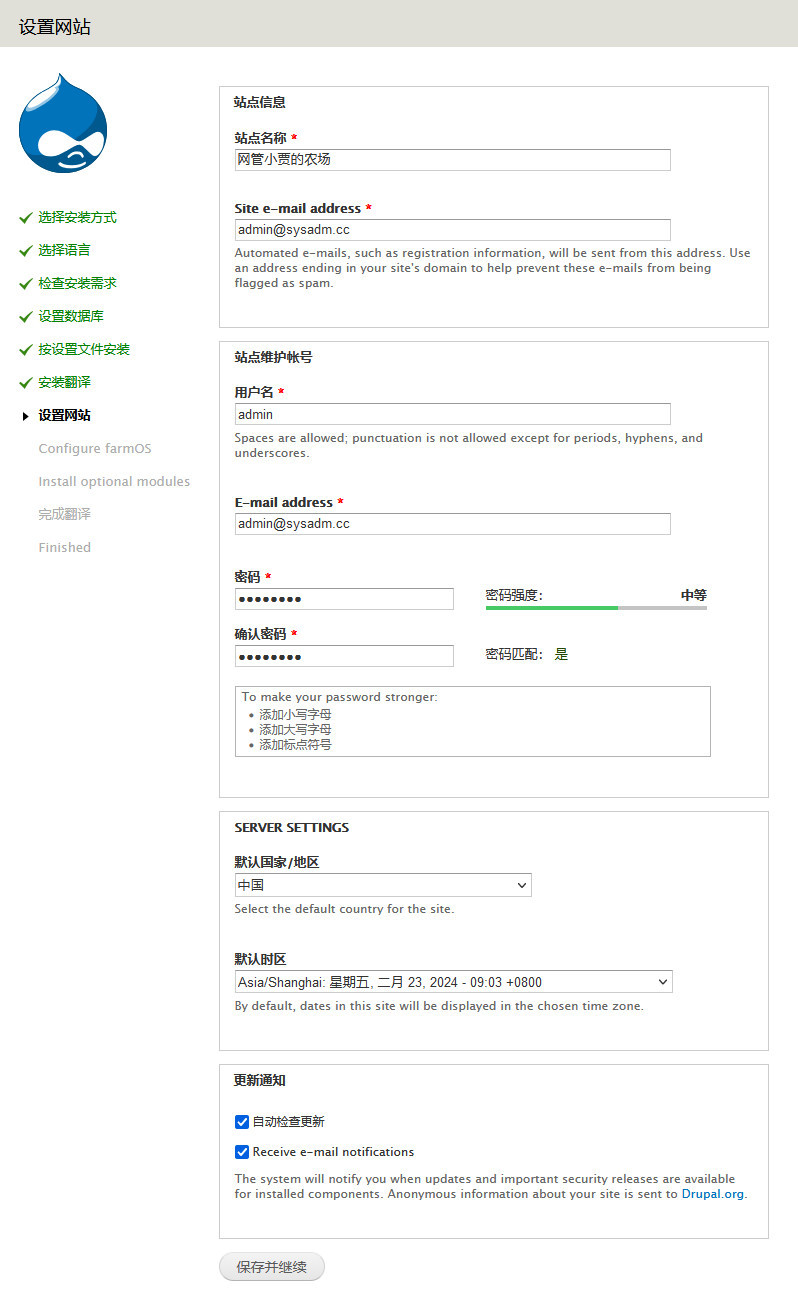 设置网站
选择安装方式
选择语言
检查安装需求
设置数据库
按设置文件安装
安装翻译
设置网站
Configure farmOS
Install optional modules
完成翻译
Finished
站点信息
站点名称 *
网管小贾的农场
Site e-mail address *
admin@sysadm.cc
Automated e-mails, such as registration information, will be sent from this address. Use
an address ending in your site's domain to help prevent these e-mails from being
flagged as spam.
站点维护帐号
用户名 *
admin
Spaces are allowed; punctuation is not allowed except for periods, hyphens, and
underscores.
E-mail address *
admin@sysadm.cc
密码 *
●●●●●●●●
密码强度： 中等
确认密码 *
●●●●●●●●
密码匹配： 是
To make your password stronger:
• 添加小写字母
• 添加大写字母
• 添加标点符号
SERVER SETTINGS
默认国家/地区
中国
Select the default country for the site.
默认时区
Asia/Shanghai: 星期五, 二月 23, 2024 - 09:03 +0800
By default, dates in this site will be displayed in the chosen time zone.
更新通知
自动检查更新
Receive e-mail notifications
The system will notify you when updates and important security releases are available
for installed components. Anonymous information about your site is sent to Drupal.org.
保存并继续